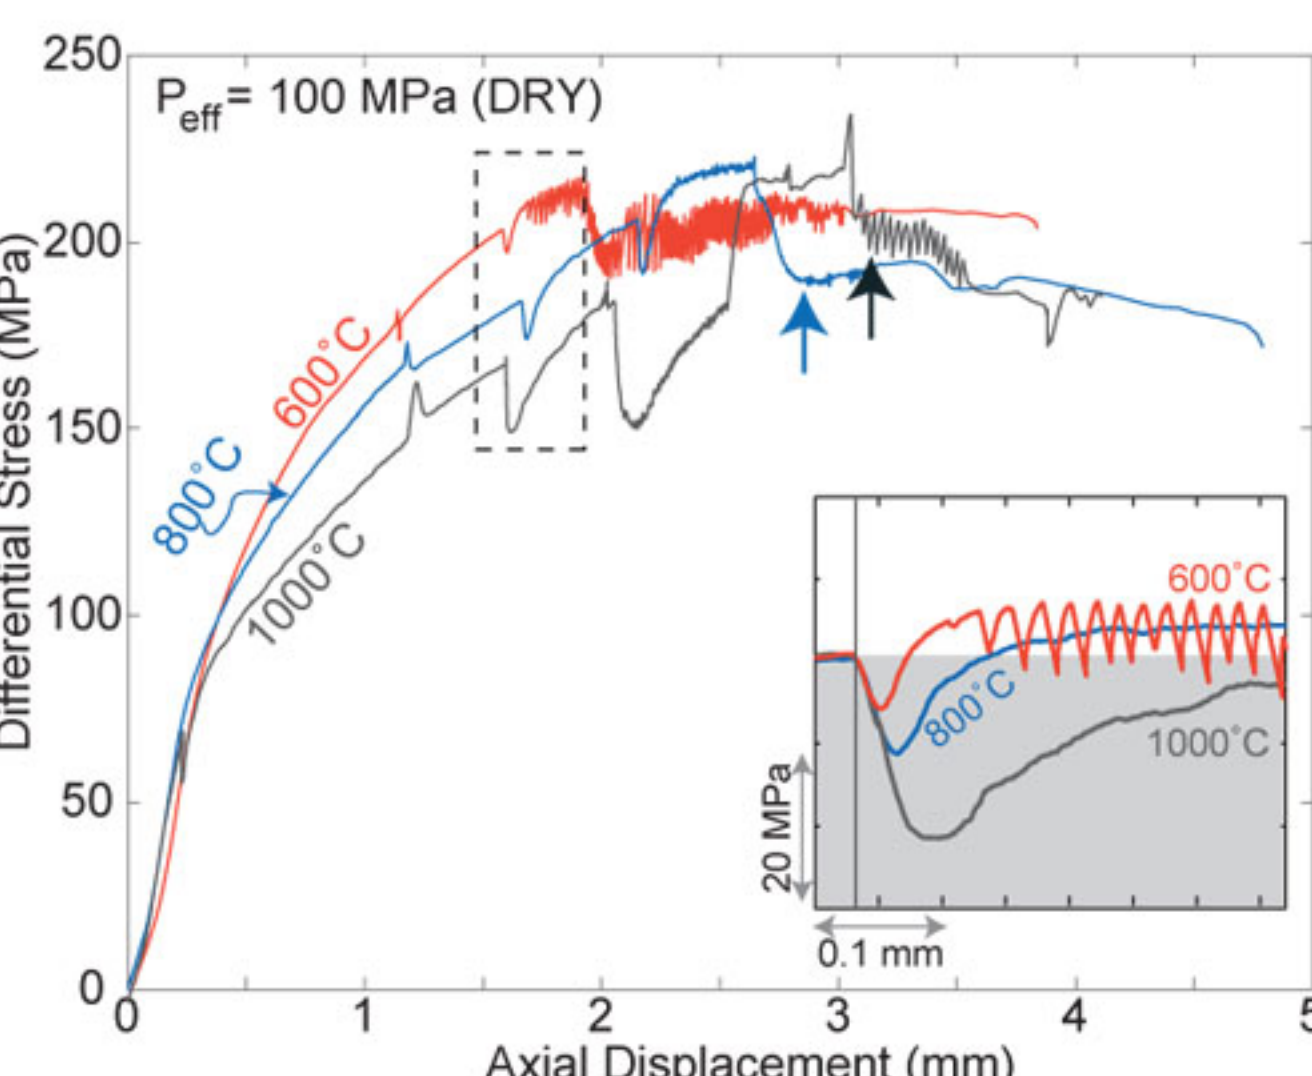 250
P_eff = 100 MPa (DRY)
200
150
100
50
0
Differential Stress (MPa)
600°C
800°C
1000°C
600°C
800°C
1000°C
20 MPa
0.1 mm
0 1 2 3 4 5
Axial Displacement (mm)